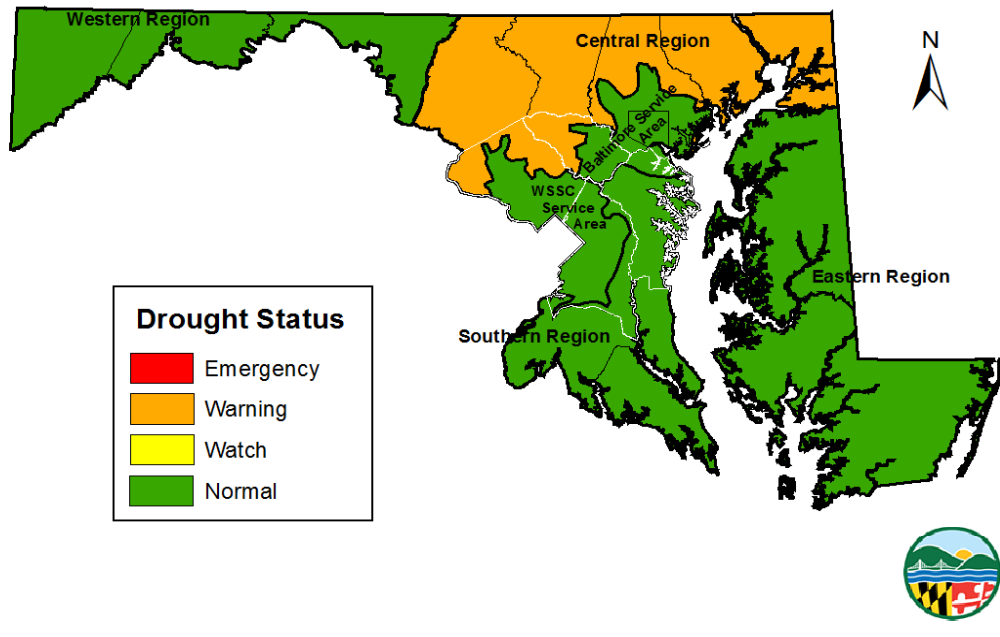 Western Region
Central Region
N
Baltimore Service
Area
WSSC
Service
Area
Eastern Region
Southern Region
Drought Status
Emergency
Warning
Watch
Normal